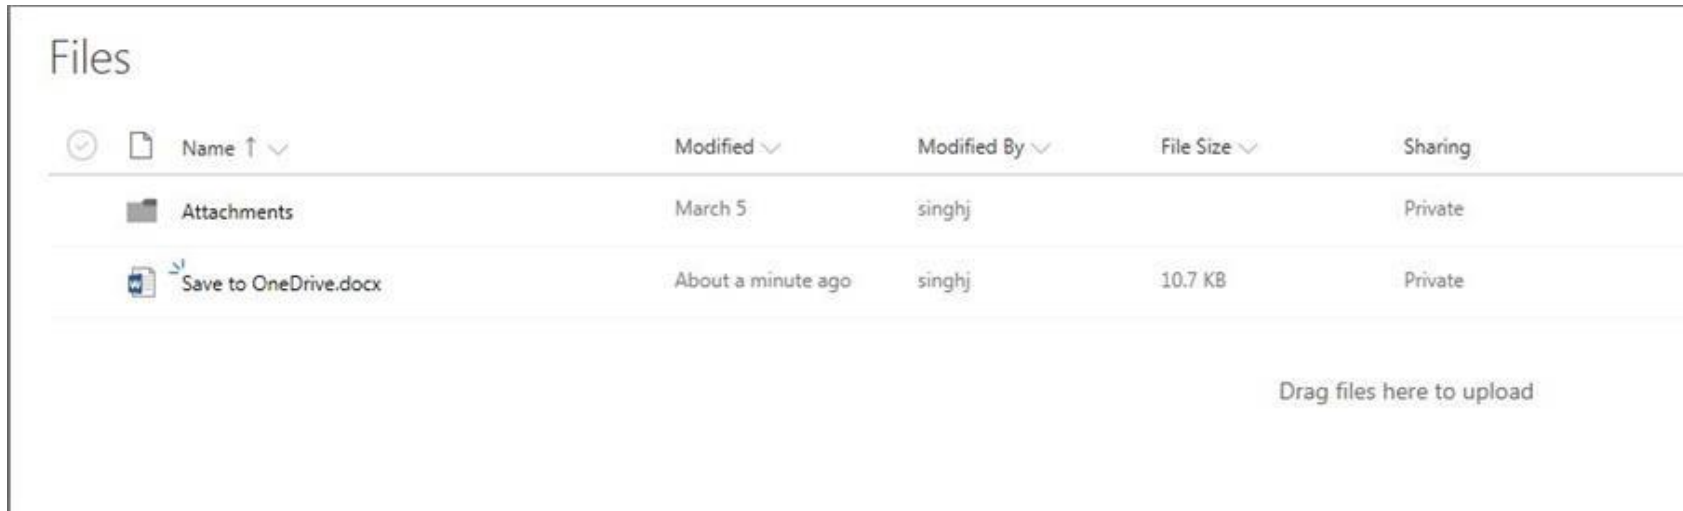 Files
Name ↑ Modified Modified By File Size Sharing
Attachments March 5 singhj Private
Save to OneDrive.docx About a minute ago singhj 10.7 KB Private
Drag files here to upload